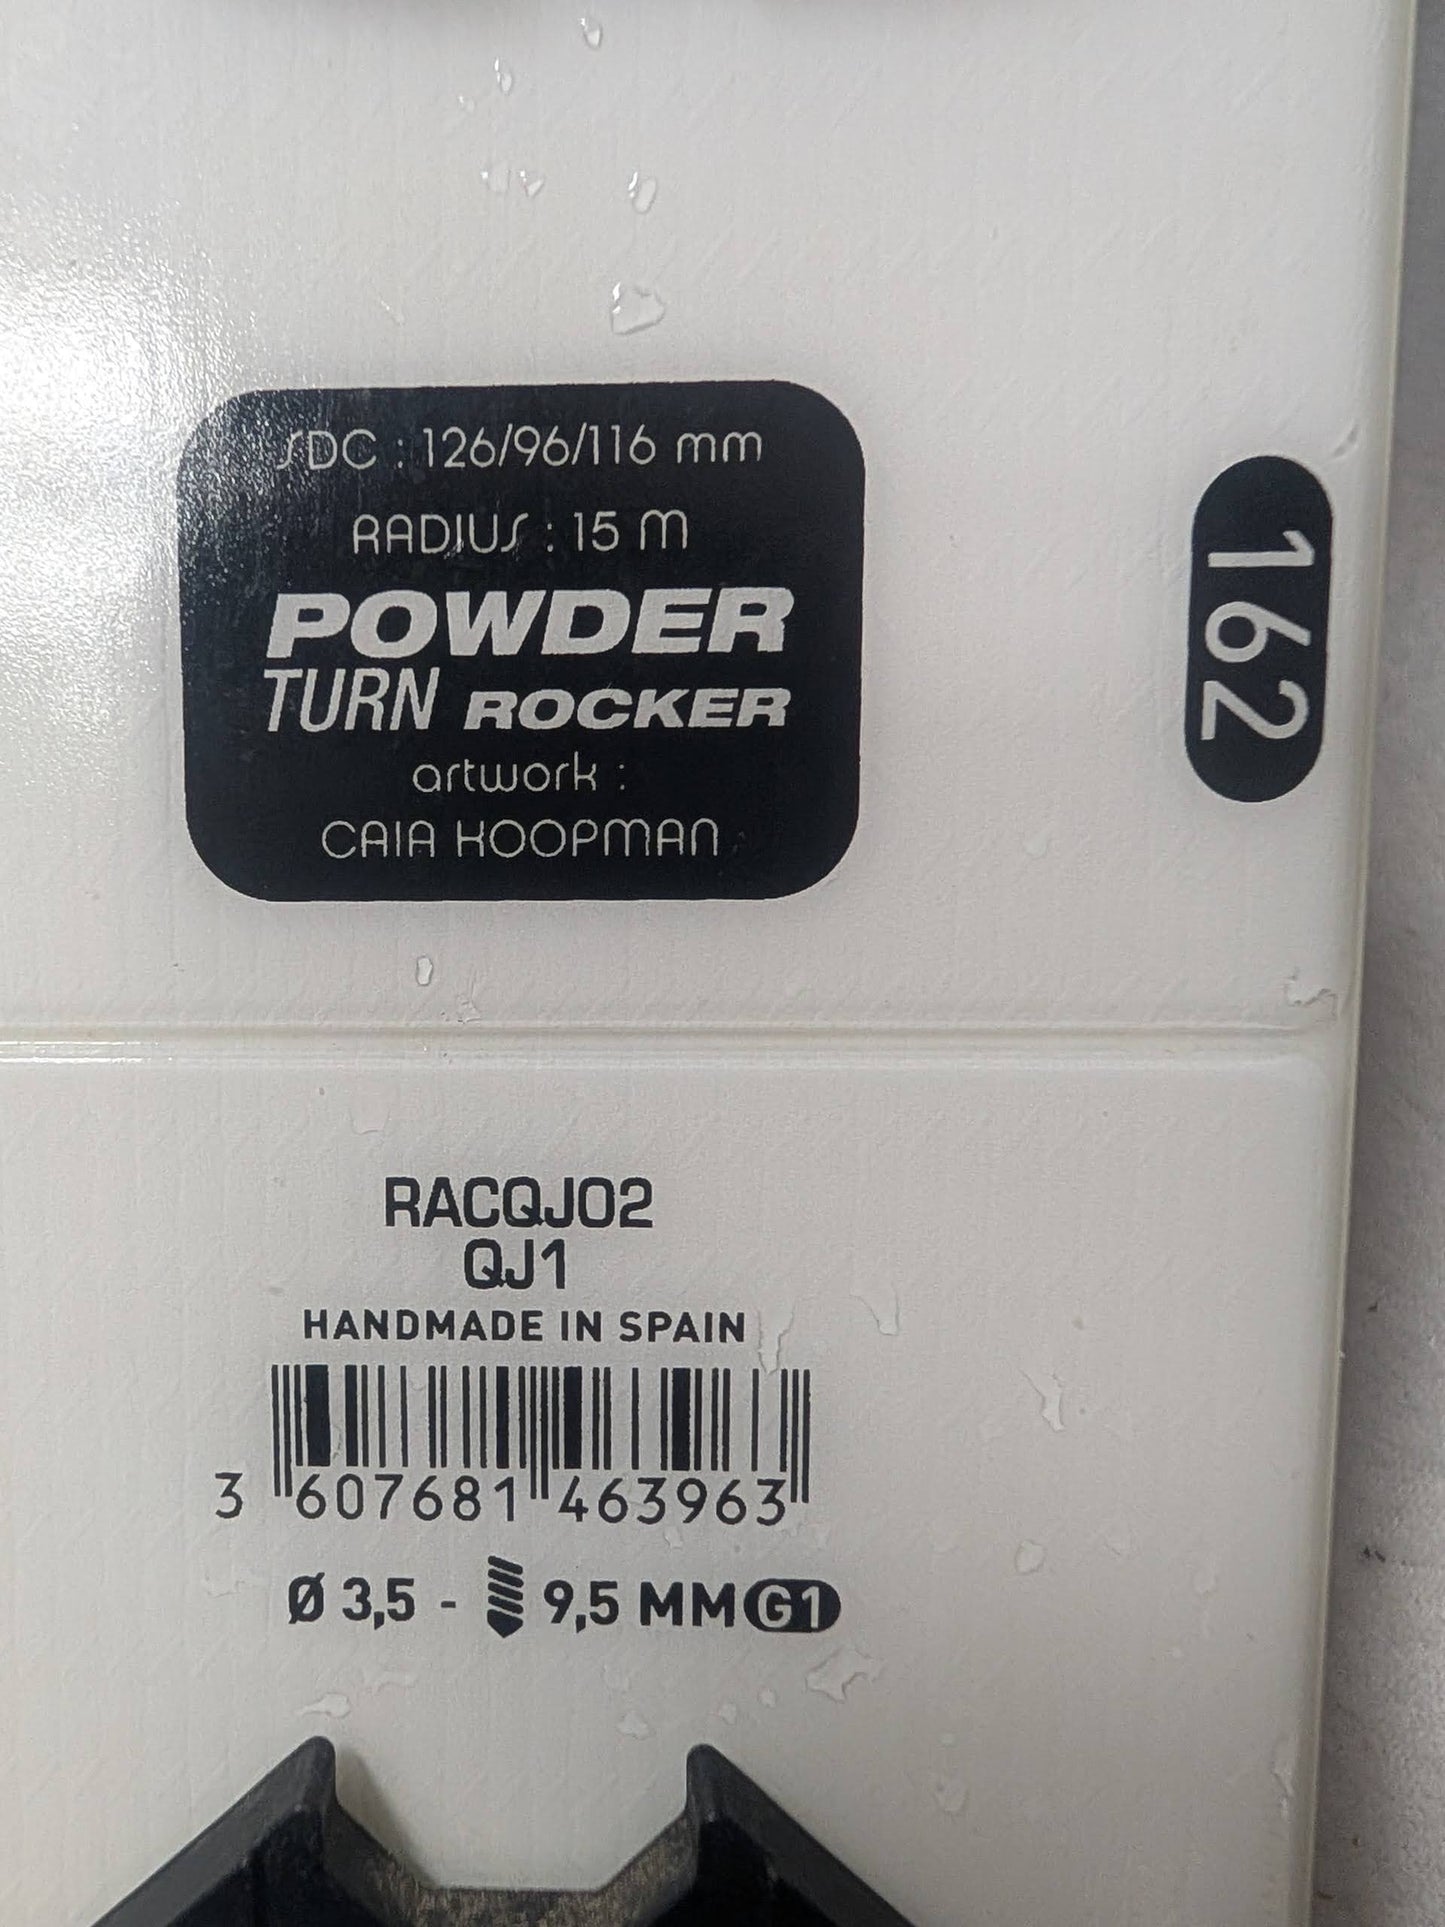 SDC : 126/96/116 mm
RADIUS : 15 M
POWDER
TURN ROCKER
artwork :
CAIA KOOPMAN
162
RACQJ02
QJ1
HANDMADE IN SPAIN
3 607681 463963
Ø 3,5 - 9,5 MM G1